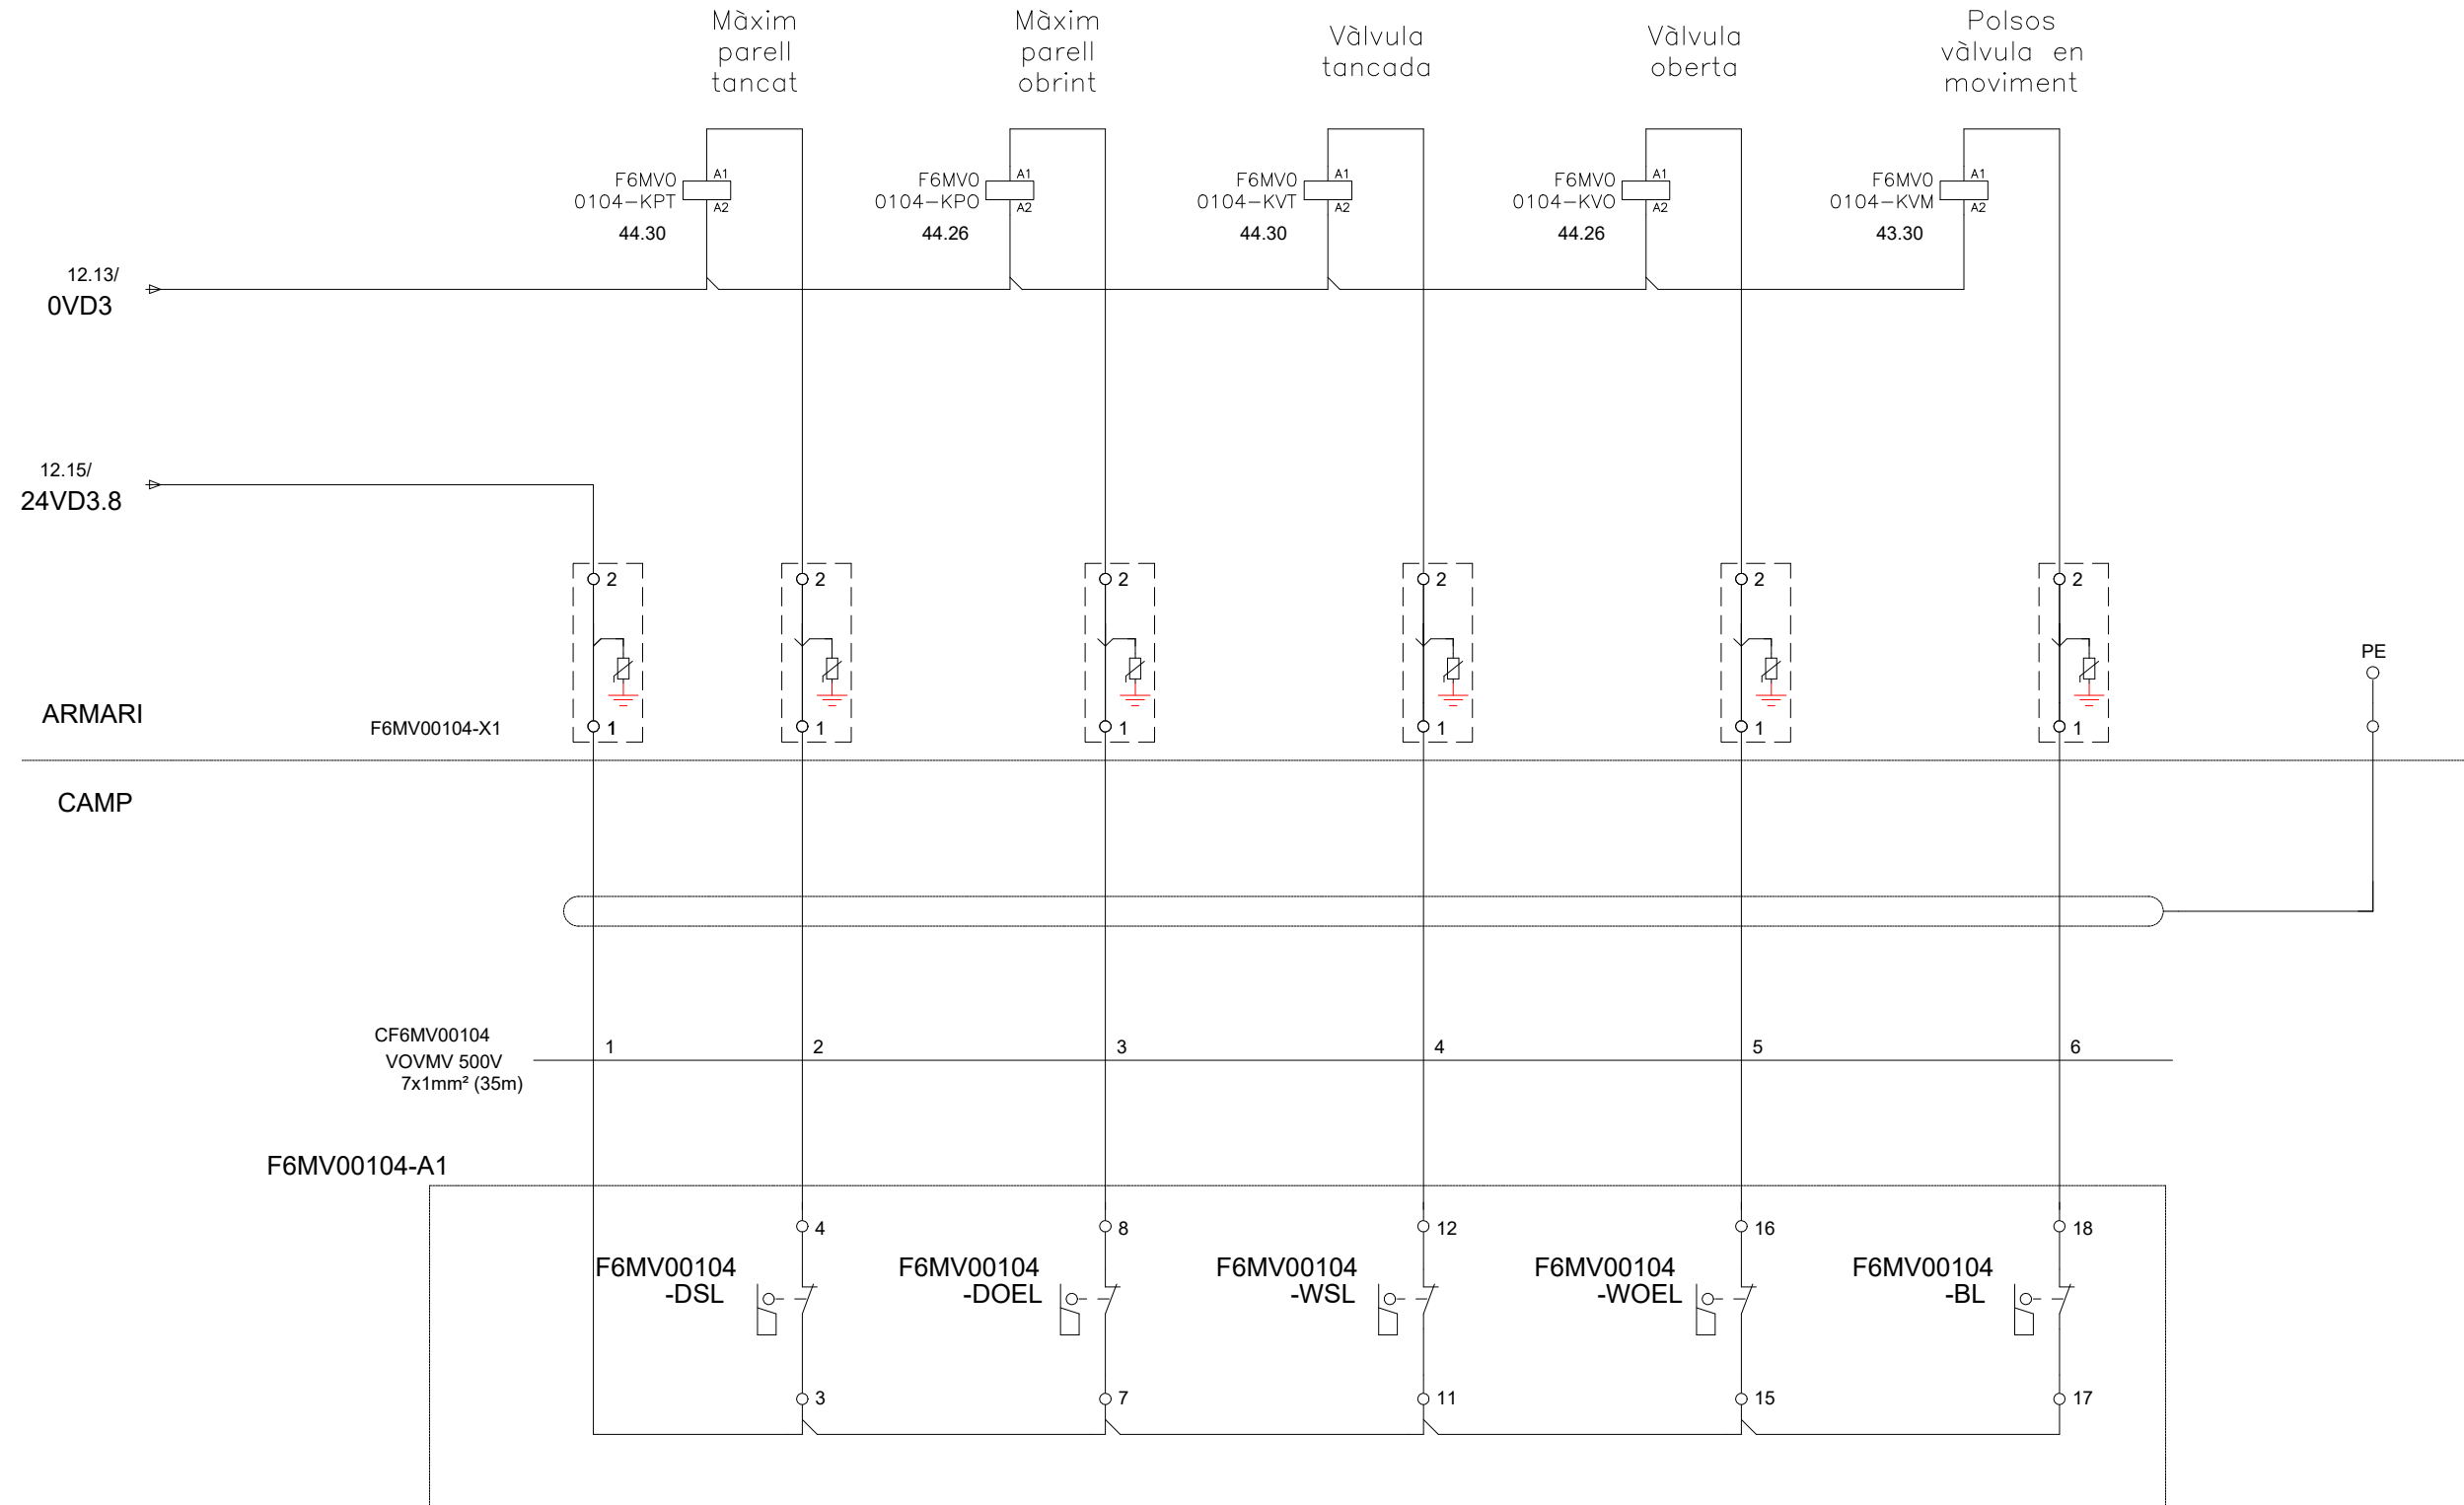 Màxim
parell
tancat
Màxim
parell
obrint
Vàlvula
tancada
Vàlvula
oberta
Polsos
vàlvula en
moviment
F6MV0
0104-KPT
A1
A2
44.30
F6MV0
0104-KPO
A1
A2
44.26
F6MV0
0104-KVT
A1
A2
44.30
F6MV0
0104-KVO
A1
A2
44.26
F6MV0
0104-KVM
A1
A2
43.30
12.13/
0VD3
12.15/
24VD3.8
2
2
2
2
2
2
PE
ARMARI
F6MV00104-X1
1
1
1
1
1
1
CAMP
CF6MV00104
VOVMV 500V
7x1mm² (35m)
1
2
3
4
5
6
F6MV00104-A1
4
8
12
16
18
F6MV00104
-DSL
F6MV00104
-DOEL
F6MV00104
-WSL
F6MV00104
-WOEL
F6MV00104
-BL
3
7
11
15
17